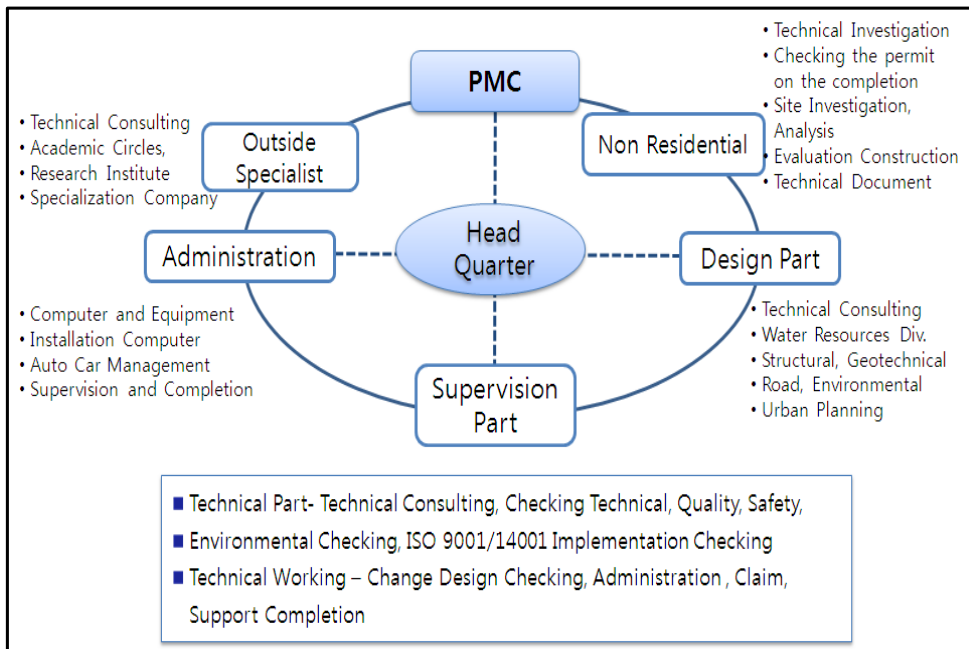 PMC
• Technical Investigation
• Checking the permit
on the completion
• Site Investigation,
Analysis
• Evaluation Construction
• Technical Document
Non Residential
• Technical Consulting
• Academic Circles,
• Research Institute
• Specialization Company
Outside
Specialist
Administration
Head
Quarter
Design Part
• Computer and Equipment
• Installation Computer
• Auto Car Management
• Supervision and Completion
• Technical Consulting
• Water Resources Div.
• Structural, Geotechnical
• Road, Environmental
• Urban Planning
Supervision
Part
■ Technical Part- Technical Consulting, Checking Technical, Quality, Safety,
■ Environmental Checking, ISO 9001/14001 Implementation Checking
■ Technical Working – Change Design Checking, Administration , Claim,
Support Completion